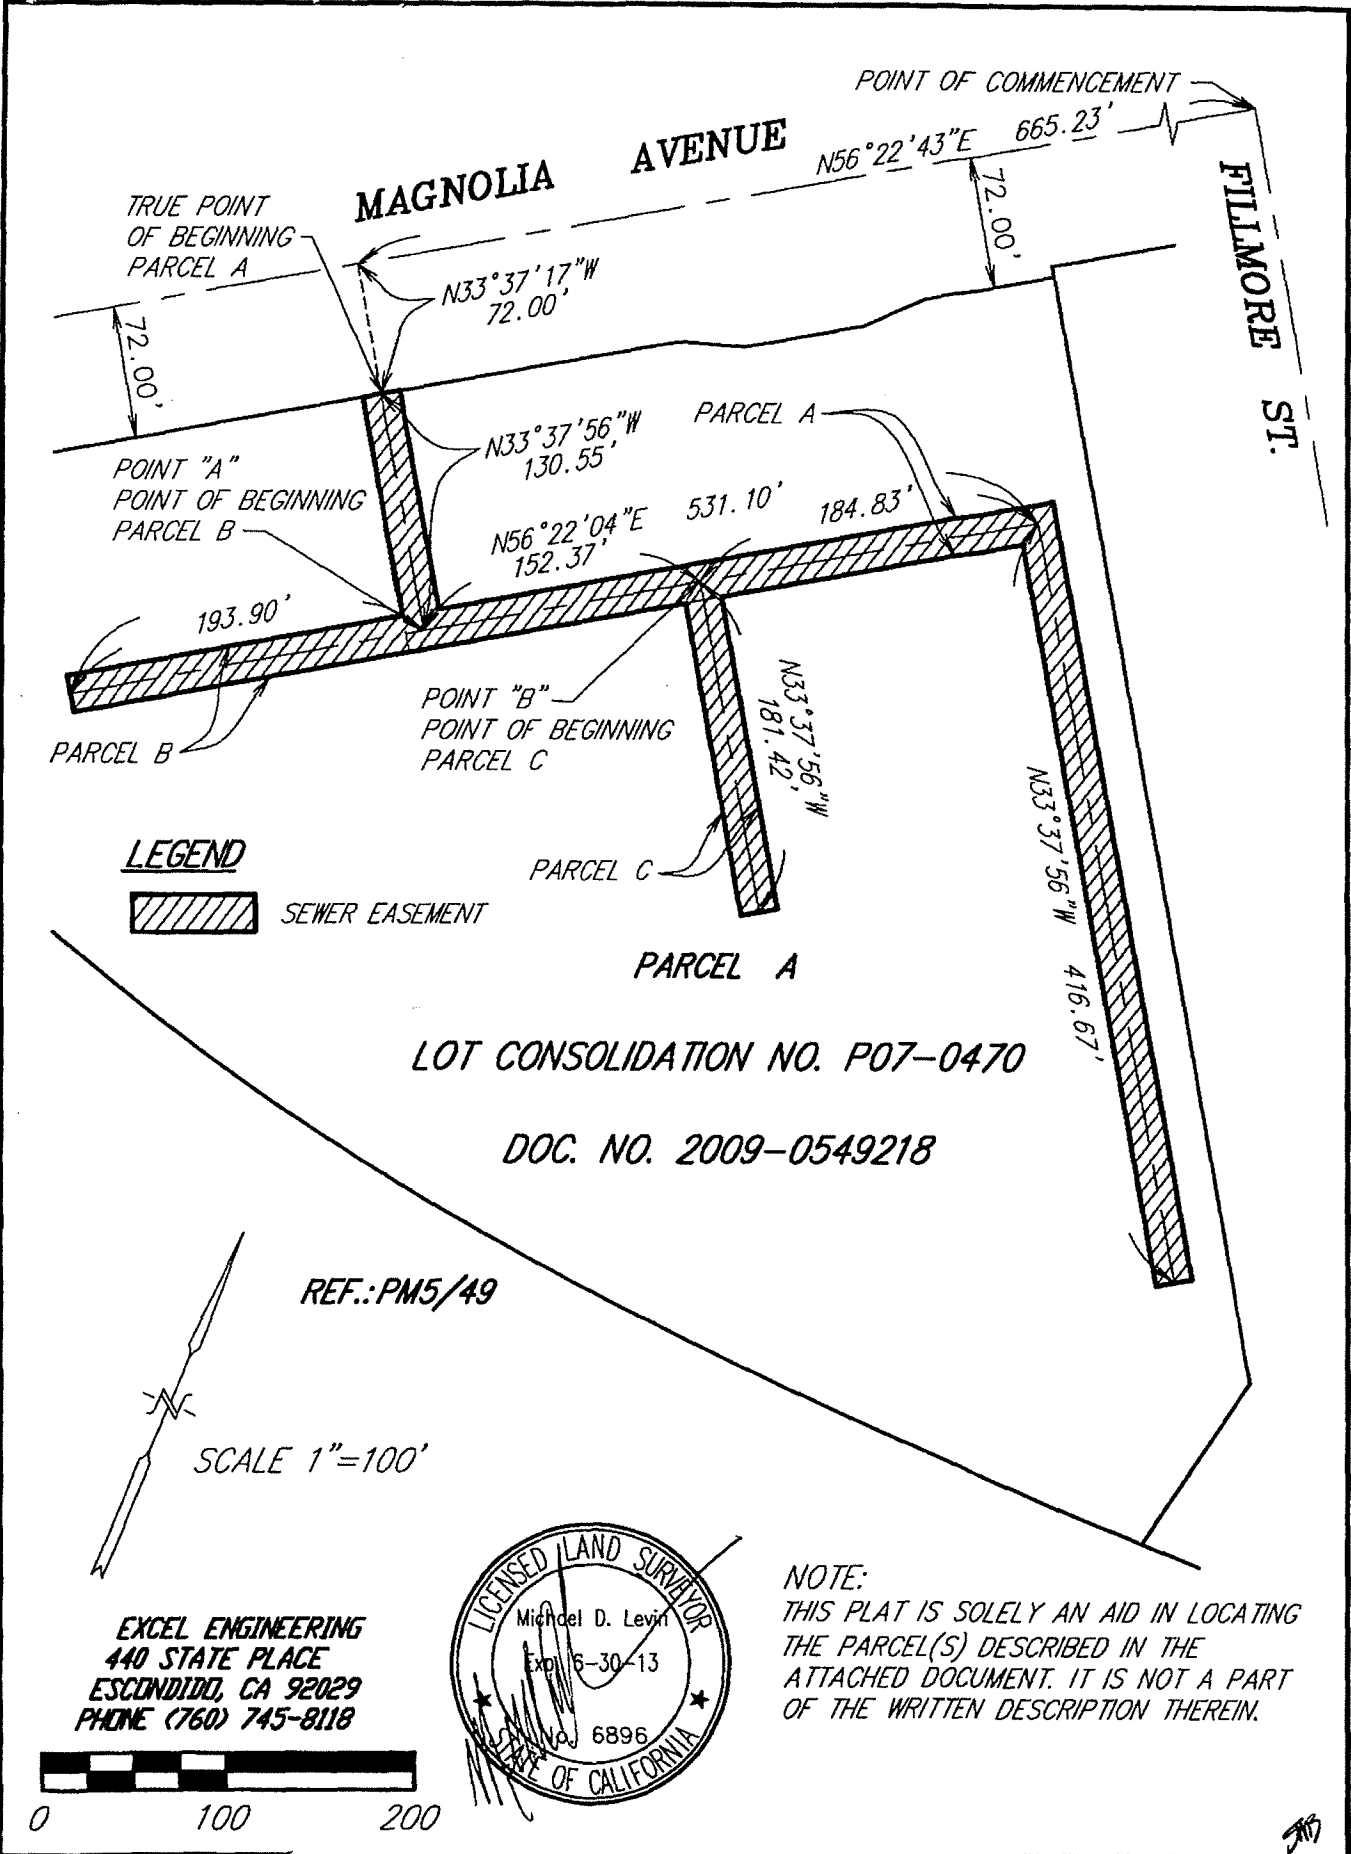 POINT OF COMMENCEMENT
MAGNOLIA AVENUE
N56°22'43"E 665.23'
FILLMORE ST.
72.00'
TRUE POINT
OF BEGINNING
PARCEL A
N33°37'17"W
72.00'
72.00'
N33°37'56"W
130.55'
PARCEL A
POINT "A"
POINT OF BEGINNING
PARCEL B
N56°22'04"E 531.10'
152.37'
184.83'
193.90'
PARCEL B
POINT "B"
POINT OF BEGINNING
PARCEL C
N33°37'56"W
181.42'
N33°37'56"W 416.67'
PARCEL C
LEGEND
SEWER EASEMENT
PARCEL A
LOT CONSOLIDATION NO. P07-0470
DOC. NO. 2009-0549218
REF.: PM5/49
SCALE 1"=100'
EXCEL ENGINEERING
440 STATE PLACE
ESCONDIDO, CA 92029
PHONE (760) 745-8118
0 100 200
LICENSED LAND SURVEYOR
Michael D. Levin
Exp. 6-30-13
No. 6896
STATE OF CALIFORNIA
NOTE:
THIS PLAT IS SOLELY AN AID IN LOCATING
THE PARCEL(S) DESCRIBED IN THE
ATTACHED DOCUMENT. IT IS NOT A PART
OF THE WRITTEN DESCRIPTION THEREIN.